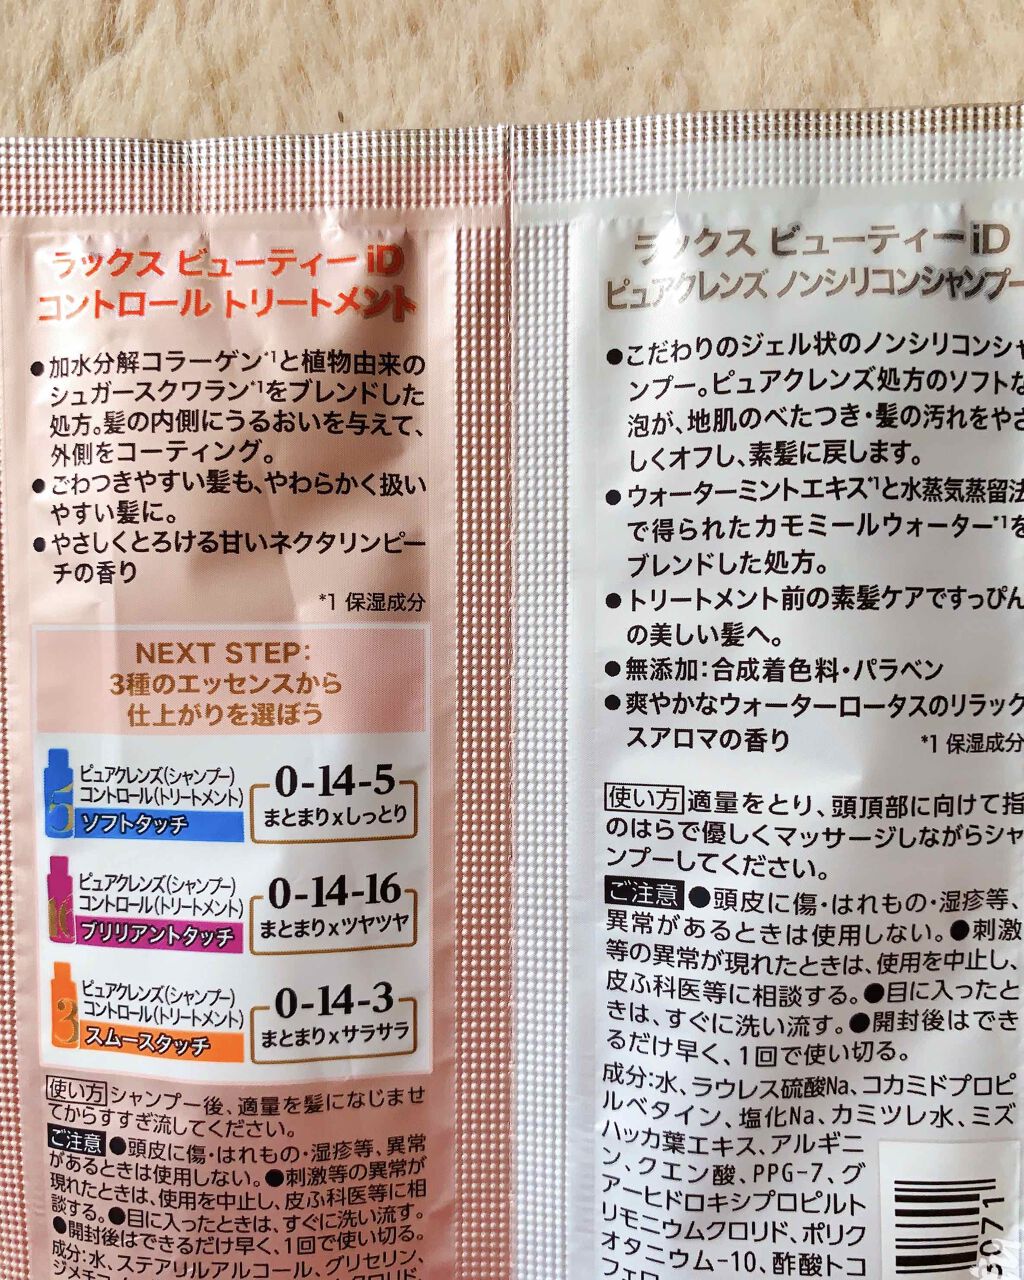 ラックス ビューティー iD
コントロール トリートメント
●加水分解コラーゲン*1と植物由来の
シュガースクワラン*1をブレンドした
処方。髪の内側にうるおいを与えて、
外側をコーティング。
●ごわつきやすい髪も、やわらかく扱い
やすい髪に。
●やさしくとろける甘いネクタリンピー
チの香り
*1 保湿成分
NEXT STEP:
3種のエッセンスから
仕上がりを選ぼう
ピュアクレンズ(シャンプー)
コントロール(トリートメント)
5
ソフトタッチ
0-14-5
まとまりxしっとり
ピュアクレンズ(シャンプー)
コントロール(トリートメント)
16
ブリリアントタッチ
0-14-16
まとまりxツヤツヤ
ピュアクレンズ(シャンプー)
コントロール(トリートメント)
3
スムースタッチ
0-14-3
まとまりxサラサラ
使い方 シャンプー後、適量を髪になじませ
てからすすぎ流してください。
ご注意 ●頭皮に傷・はれもの・湿疹等、異常
があるときは使用しない。●刺激等の異常が
現れたときは、使用を中止し、皮ふ科医等に相
談する。●目に入ったときは、すぐに洗い流す。
●開封後はできるだけ早く、1回で使い切る。
成分:水、ステアリルアルコール、グリセリン、
ラックス ビューティー iD
ピュアクレンズ ノンシリコンシャンプー
●こだわりのジェル状のノンシリコンシャ
ンプー。ピュアクレンズ処方のソフトな
泡が、地肌のべたつき・髪の汚れをやさ
しくオフし、素髪に戻します。
●ウォーターミントエキス*1と水蒸気蒸留法
で得られたカモミールウォーター*1を
ブレンドした処方。
●トリートメント前の素髪ケアですっぴん
の美しい髪へ。
●無添加:合成着色料・パラベン
●爽やかなウォーターロータスのリラック
スアロマの香り
*1 保湿成分
使い方 適量をとり、頭頂部に向けて指
のはらで優しくマッサージしながらシャ
ンプーしてください。
ご注意 ●頭皮に傷・はれもの・湿疹等、
異常があるときは使用しない。●刺激
等の異常が現れたときは、使用を中止し、
皮ふ科医等に相談する。●目に入ったと
きは、すぐに洗い流す。●開封後はでき
るだけ早く、1回で使い切る。
成分:水、ラウレス硫酸Na、コカミドプロピ
ルベタイン、塩化Na、カミツレ水、ミズ
ハッカ葉エキス、アルギニ
ン、クエン酸、PPG-7、グ
アーヒドロキシプロピルト
リモニウムクロリド、ポリク
オタニウム-10、酢酸トコ
フェロ
3071